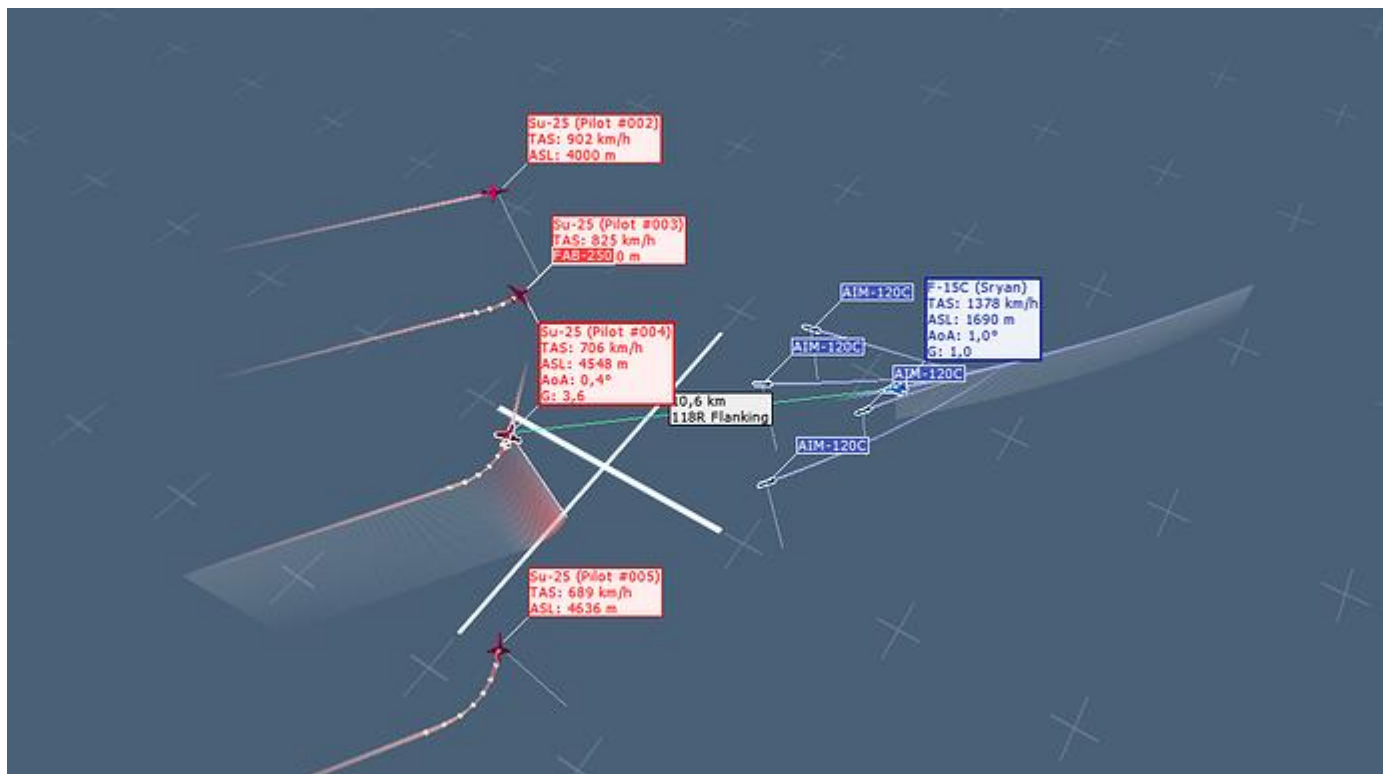 Su-25 (Pilot #002)
TAS: 902 km/h
ASL: 4000 m
Su-25 (Pilot #003)
TAS: 825 km/h
FAB-250 0 m
AIM-120C
F-15C (Sryan)
TAS: 1378 km/h
ASL: 1690 m
AoA: 1,0°
G: 1,0
Su-25 (Pilot #004)
TAS: 706 km/h
ASL: 4548 m
AoA: 0,4°
G: 3,6
AIM-120C
AIM-120C
10,6 km
118R Flanking
AIM-120C
Su-25 (Pilot #005)
TAS: 689 km/h
ASL: 4636 m